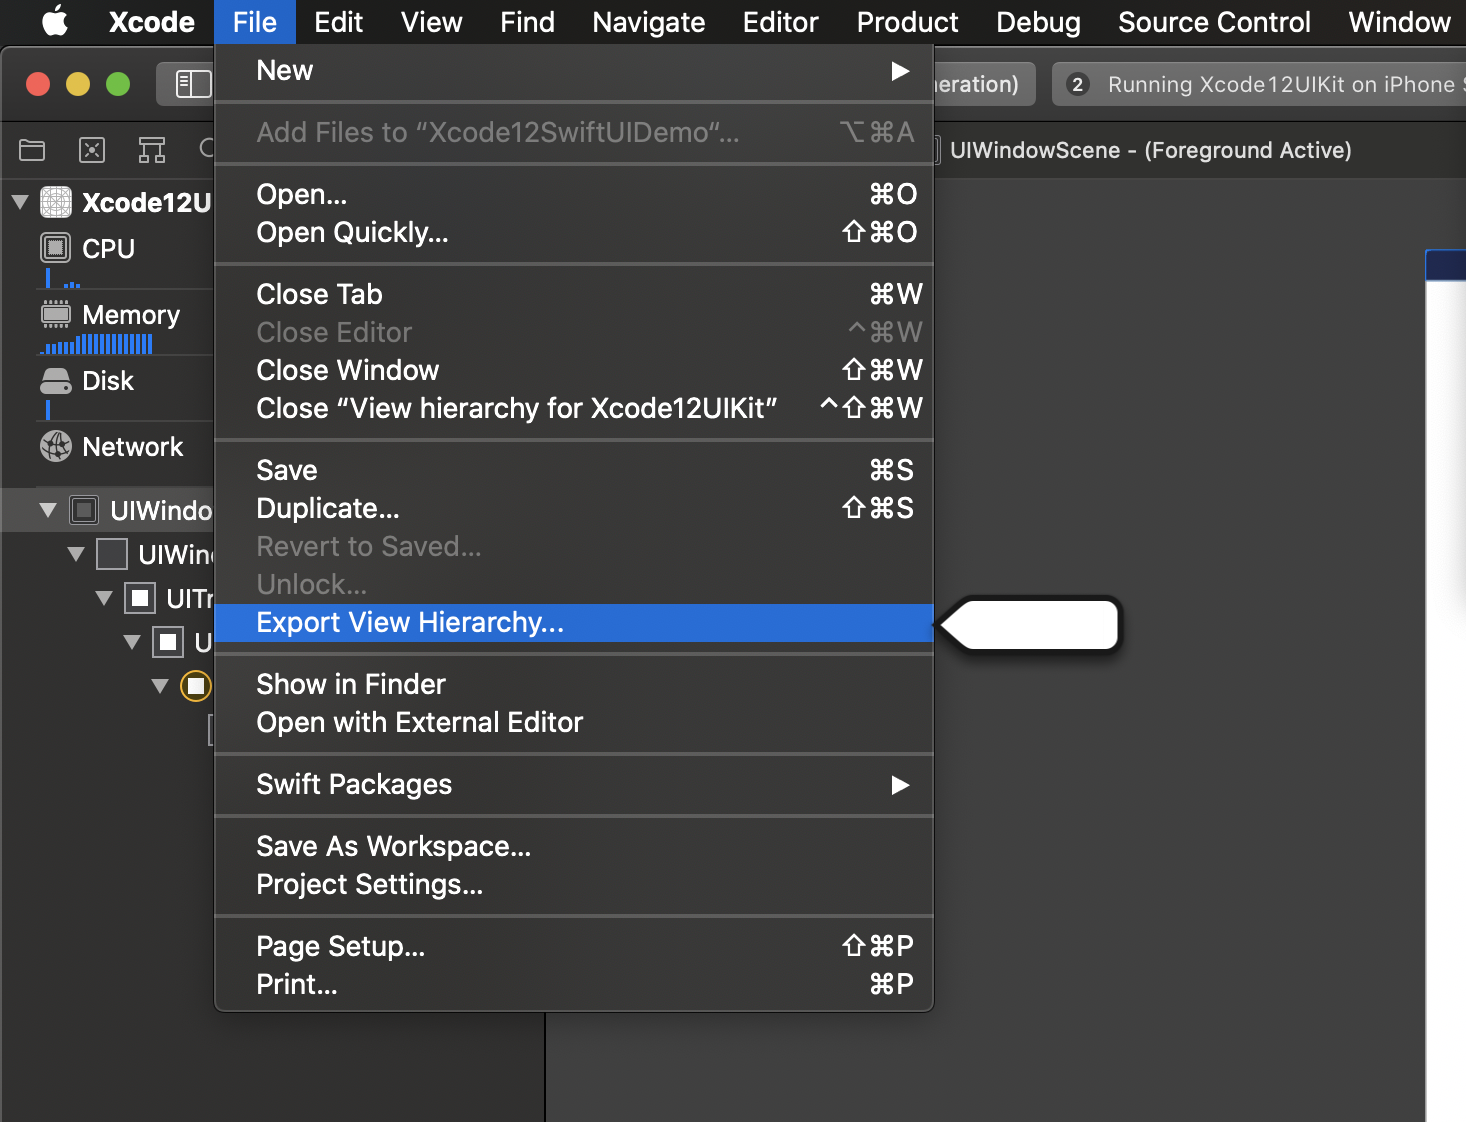 Xcode File Edit View Find Navigate Editor Product Debug Source Control Window
eration) 2 Running Xcode12UIKit on iPhone
UIWindowScene - (Foreground Active)
Xcode12U
CPU
Memory
Disk
Network
UIWindo
UIWin
UITr
U
New
Add Files to “Xcode12SwiftUIDemo“... ⌥⌘A
Open... ⌘O
Open Quickly... ⇧⌘O
Close Tab ⌘W
Close Editor ^⌘W
Close Window ⇧⌘W
Close “View hierarchy for Xcode12UIKit” ^⇧⌘W
Save ⌘S
Duplicate... ⇧⌘S
Revert to Saved...
Unlock...
Export View Hierarchy...
Show in Finder
Open with External Editor
Swift Packages
Save As Workspace...
Project Settings...
Page Setup... ⇧⌘P
Print... ⌘P